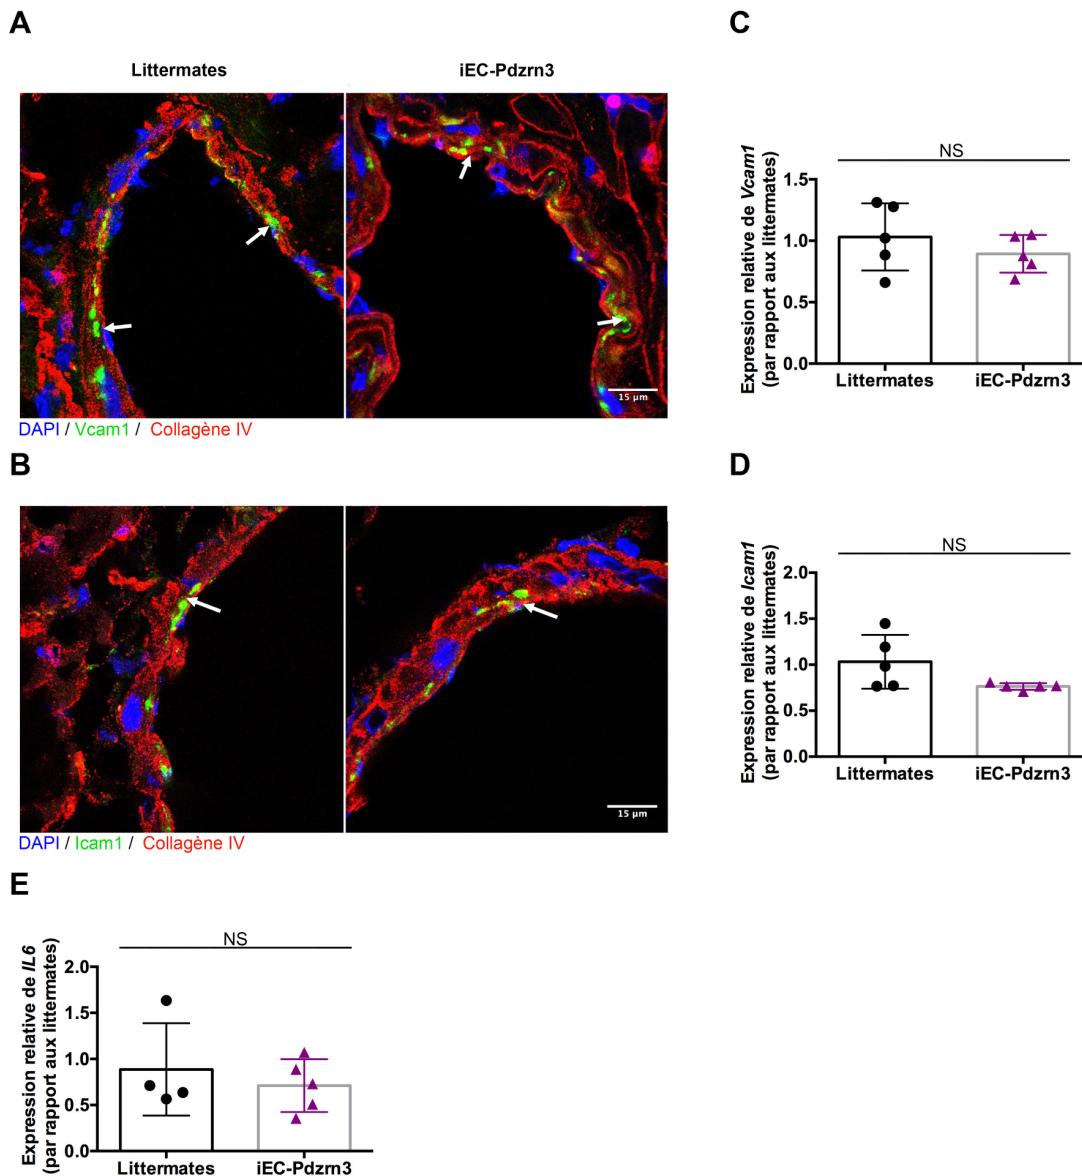 A
Littermates
iEC-Pdzrn3
15 µm
DAPI / Vcam1 / Collagène IV
B
15 µm
DAPI / Icam1 / Collagène IV
C
NS
Expression relative de Vcam1
(par rapport aux littermates)
1.5
1.0
0.5
0.0
Littermates
iEC-Pdzrn3
D
NS
Expression relative de Icam1
(par rapport aux littermates)
2.0
1.5
1.0
0.5
0.0
Littermates
iEC-Pdzrn3
E
NS
Expression relative de IL6
(par rapport aux littermates)
2.0
1.5
1.0
0.5
0.0
Littermates
iEC-Pdzrn3